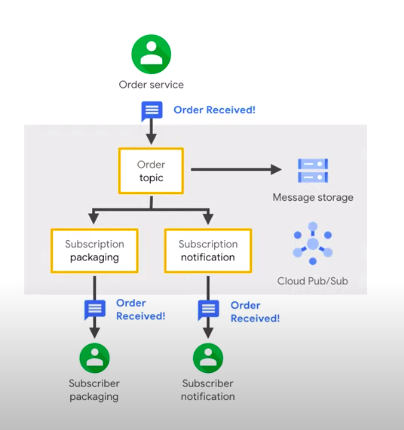 Order service
Order Received!
Order
topic
Message storage
Subscription
packaging
Subscription
notification
Cloud Pub/Sub
Order
Received!
Order
Received!
Subscriber
packaging
Subscriber
notification